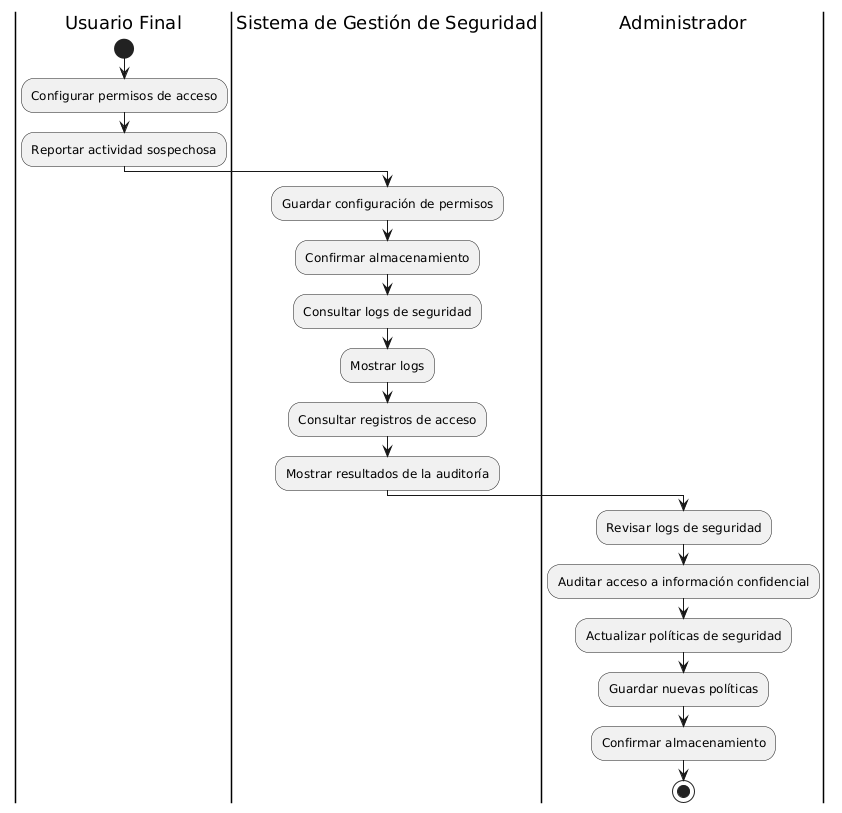 Usuario Final
Sistema de Gestión de Seguridad
Administrador
Configurar permisos de acceso
Reportar actividad sospechosa
Guardar configuración de permisos
Confirmar almacenamiento
Consultar logs de seguridad
Mostrar logs
Consultar registros de acceso
Mostrar resultados de la auditoría
Revisar logs de seguridad
Auditar acceso a información confidencial
Actualizar políticas de seguridad
Guardar nuevas políticas
Confirmar almacenamiento